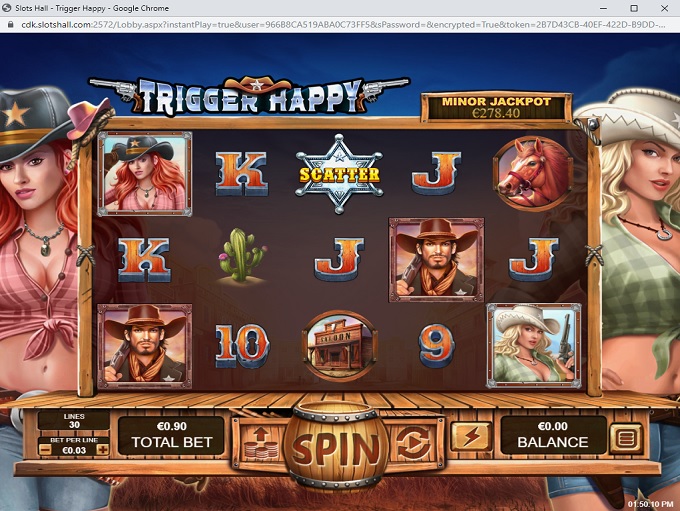 Slots Hall - Trigger Happy - Google Chrome
cdk.slotshall.com:2572/Lobby.aspx?instantPlay=true&user=966B8CA519ABA0C73FF5&sPassword=&encrypted=True&token=2B7D43CB-40EF-422D-B9DD-...
TRIGGER HAPPY
MINOR JACKPOT
€278.40
K
SCATTER
J
K
J
J
10
SALOON
9
LINES
30
BET PER LINE
€0.03
€0.90
TOTAL BET
SPIN
€0.00
BALANCE
01:50:10 PM